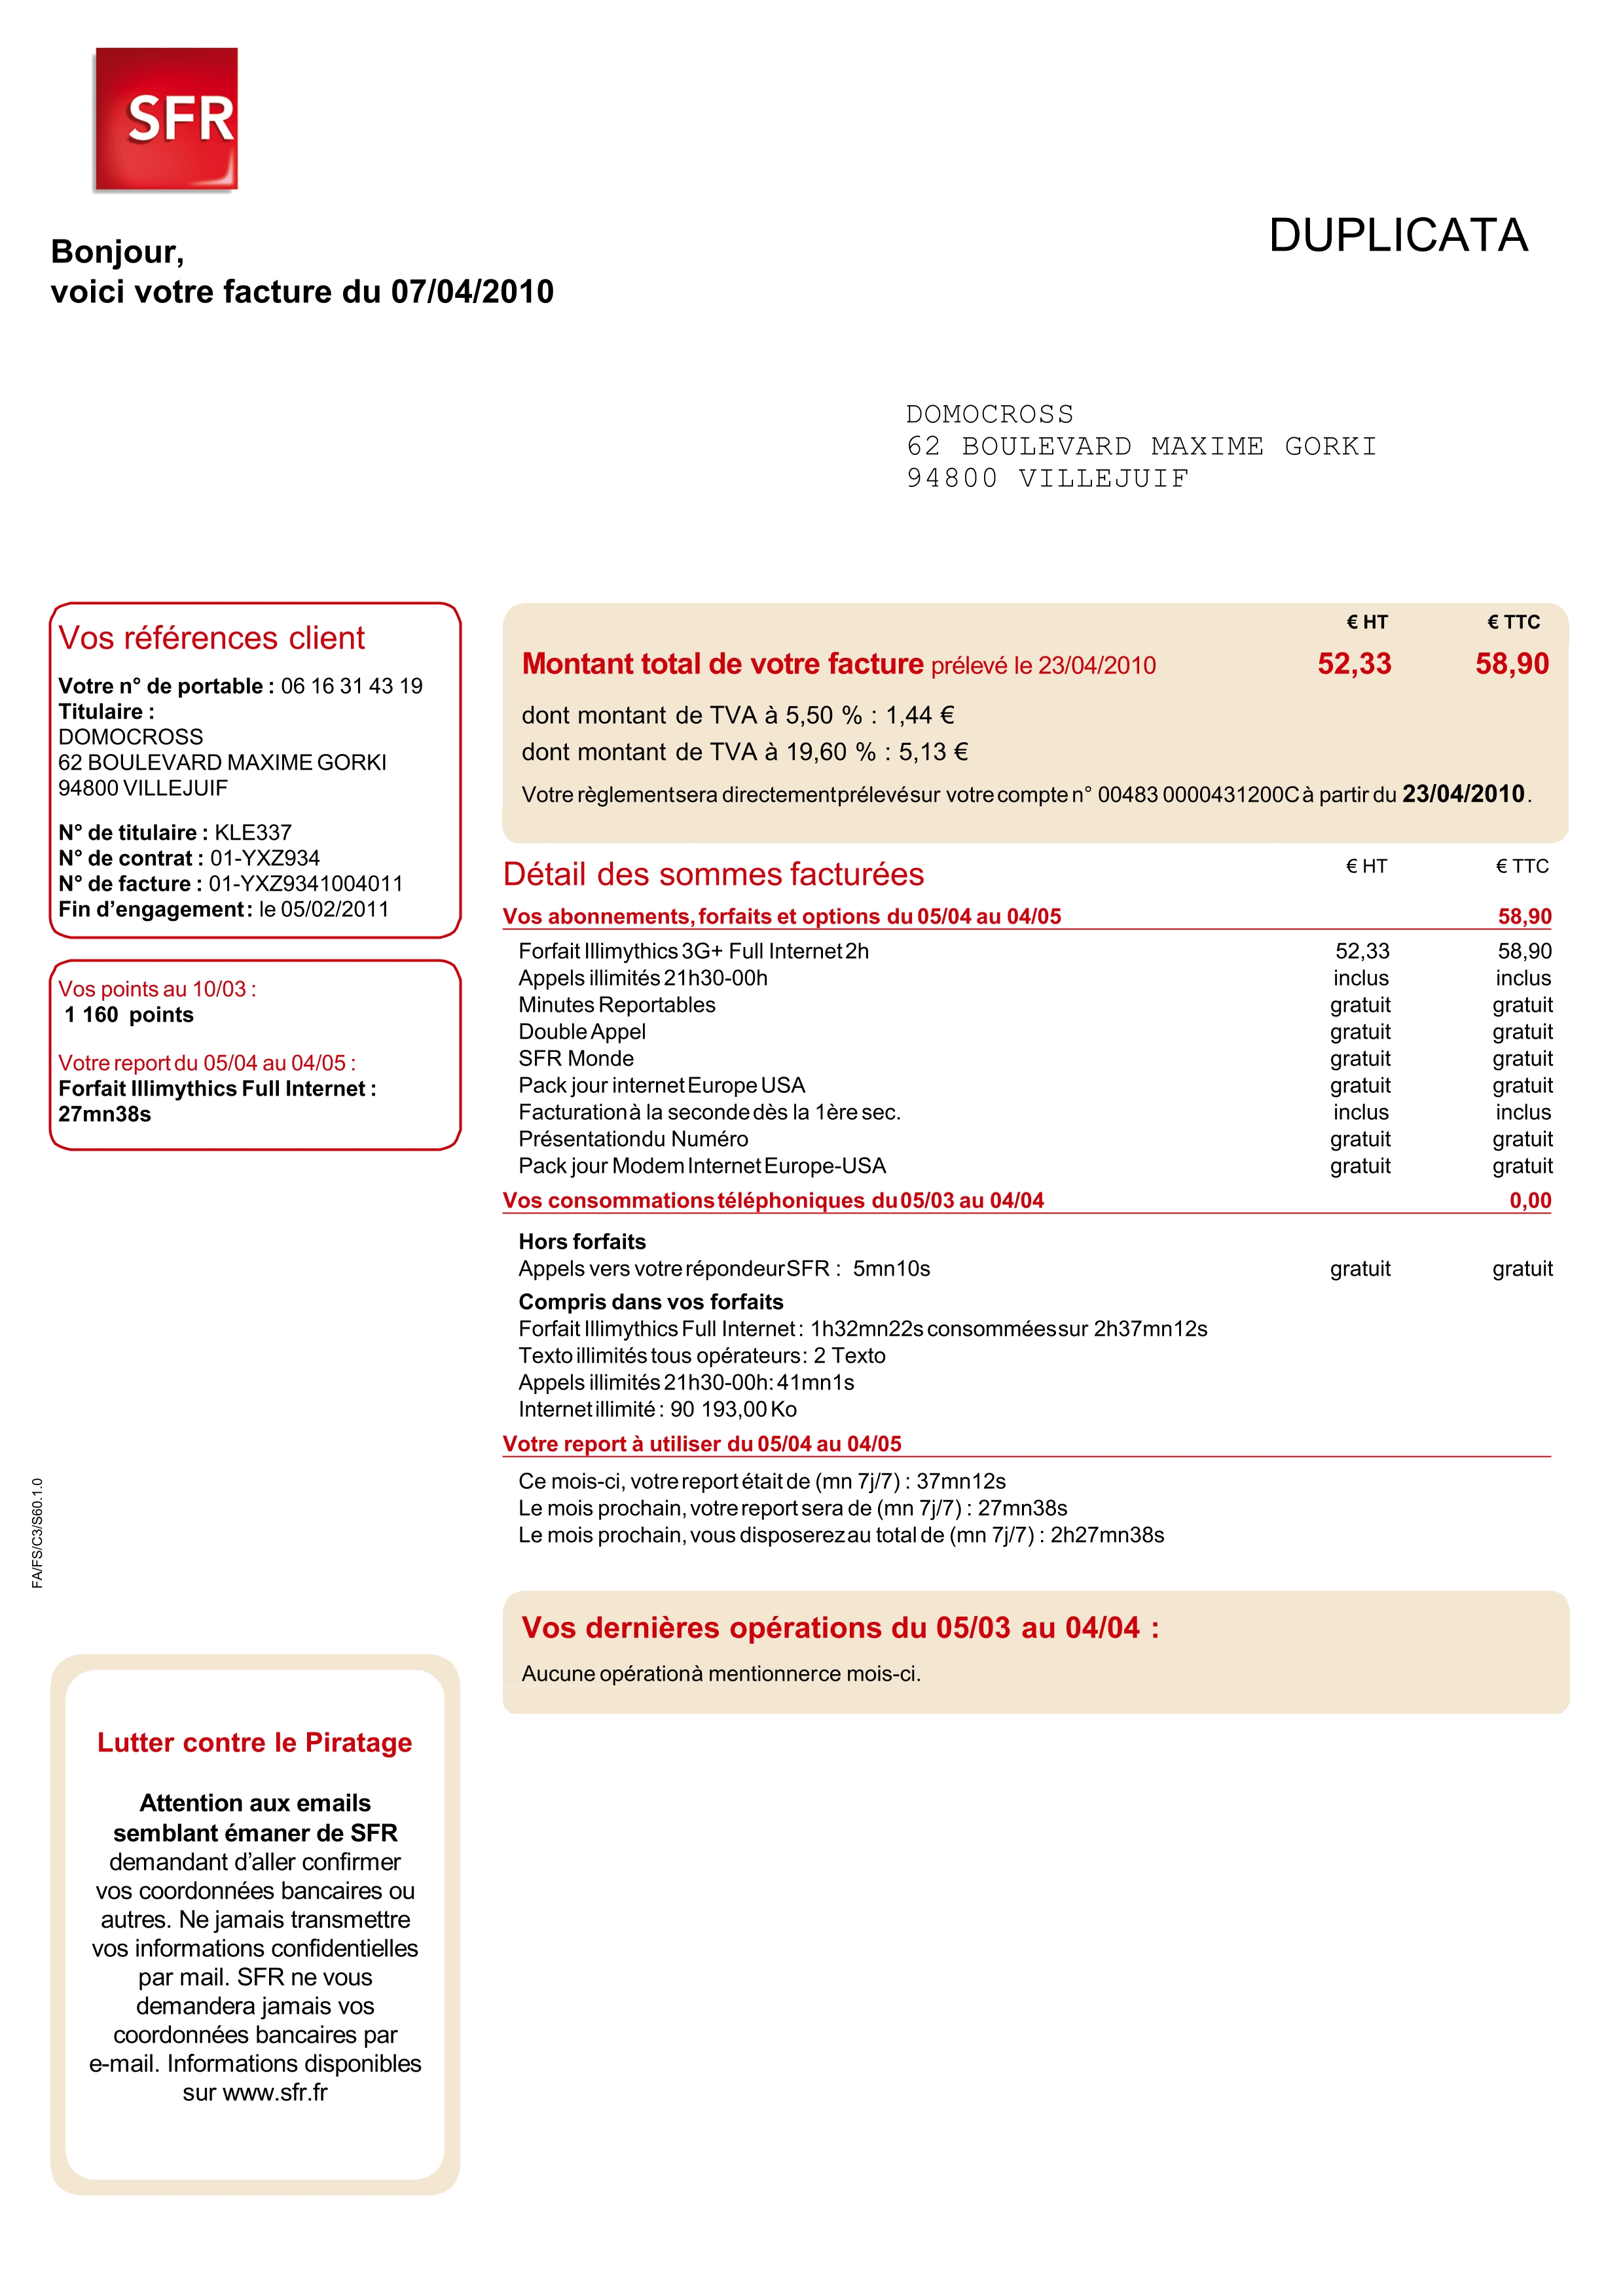 SFR
DUPLICATA
Bonjour,
voici votre facture du 07/04/2010
DOMOCROSS
62 BOULEVARD MAXIME GORKI
94800 VILLEJUIF
Vos références client
Votre n° de portable : 06 16 31 43 19
Titulaire :
DOMOCROSS
62 BOULEVARD MAXIME GORKI
94800 VILLEJUIF
N° de titulaire : KLE337
N° de contrat : 01-YXZ934
N° de facture : 01-YXZ9341004011
Fin d’engagement : le 05/02/2011
Vos points au 10/03 :
1 160 points
Votre report du 05/04 au 04/05 :
Forfait Illimythics Full Internet :
27mn38s
€ HT € TTC
Montant total de votre facture prélevé le 23/04/2010 52,33 58,90
dont montant de TVA à 5,50 % : 1,44 €
dont montant de TVA à 19,60 % : 5,13 €
Votre règlement sera directement prélevé sur votre compte n° 00483 0000431200C à partir du 23/04/2010.
Détail des sommes facturées € HT € TTC
Vos abonnements, forfaits et options du 05/04 au 04/05 58,90
Forfait Illimythics 3G+ Full Internet 2h 52,33 58,90
Appels illimités 21h30-00h inclus inclus
Minutes Reportables gratuit gratuit
Double Appel gratuit gratuit
SFR Monde gratuit gratuit
Pack jour internet Europe USA gratuit gratuit
Facturation à la seconde dès la 1ère sec. inclus inclus
Présentation du Numéro gratuit gratuit
Pack jour Modem Internet Europe-USA gratuit gratuit
Vos consommations téléphoniques du 05/03 au 04/04 0,00
Hors forfaits
Appels vers votre répondeur SFR : 5mn10s gratuit gratuit
Compris dans vos forfaits
Forfait Illimythics Full Internet : 1h32mn22s consommées sur 2h37mn12s
Texto illimités tous opérateurs : 2 Texto
Appels illimités 21h30-00h : 41mn1s
Internet illimité : 90 193,00 Ko
Votre report à utiliser du 05/04 au 04/05
Ce mois-ci, votre report était de (mn 7j/7) : 37mn12s
Le mois prochain, votre report sera de (mn 7j/7) : 27mn38s
Le mois prochain, vous disposerez au total de (mn 7j/7) : 2h27mn38s
FA/FS/C3/S60.1.0
Vos dernières opérations du 05/03 au 04/04 :
Aucune opération à mentionner ce mois-ci.
Lutter contre le Piratage
Attention aux emails
semblant émaner de SFR
demandant d’aller confirmer
vos coordonnées bancaires ou
autres. Ne jamais transmettre
vos informations confidentielles
par mail. SFR ne vous
demandera jamais vos
coordonnées bancaires par
e-mail. Informations disponibles
sur www.sfr.fr